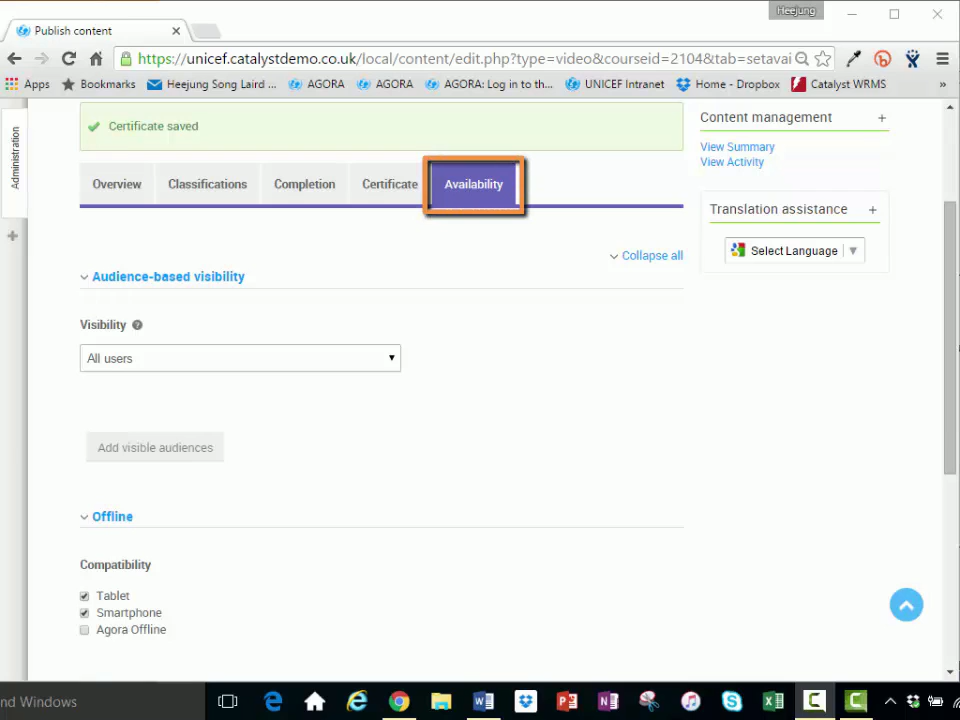 Heejung
Publish content
https://unicef.catalystdemo.co.uk/local/content/edit.php?type=video&courseid=2104&tab=setavai
Apps Bookmarks Heejung Song Laird ... AGORA AGORA AGORA: Log in to th... UNICEF Intranet Home - Dropbox Catalyst WRMS »
Administration
Certificate saved
Content management +
View Summary
View Activity
Overview Classifications Completion Certificate Availability
Translation assistance +
Select Language
Collapse all
Audience-based visibility
Visibility
All users
Add visible audiences
Offline
Compatibility
Tablet
Smartphone
Agora Offline
nd Windows